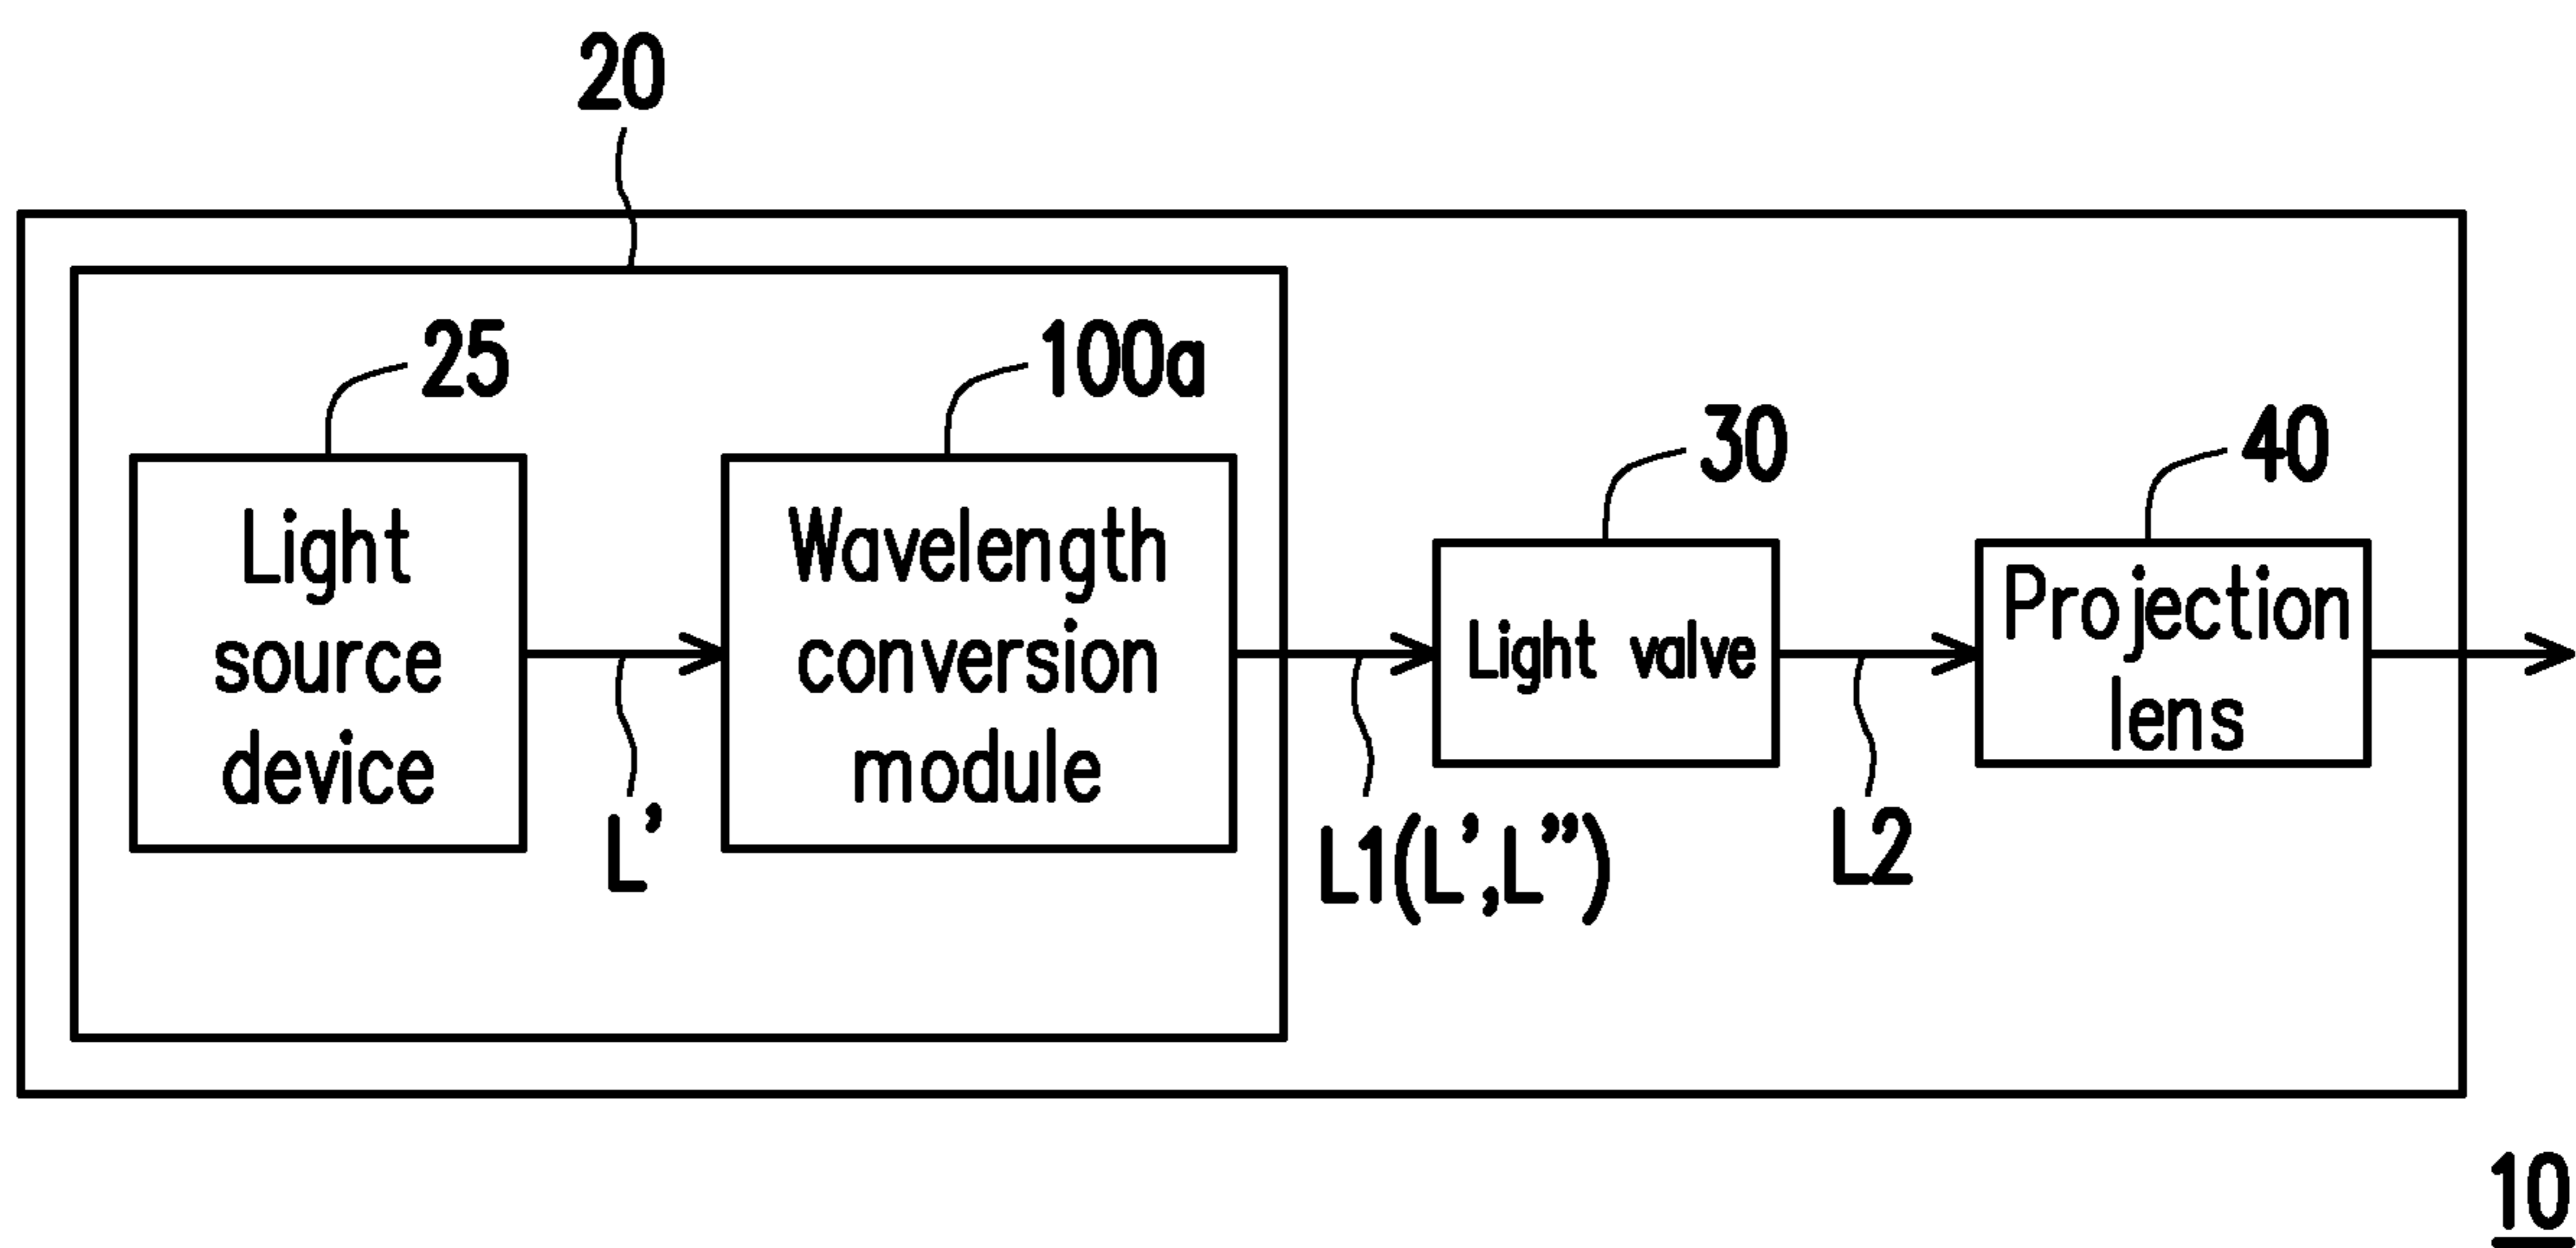 20
25
100a
30
40
Light
source
device
Wavelength
conversion
module
Light valve
Projection
lens
L'
L1(L',L")
L2
10